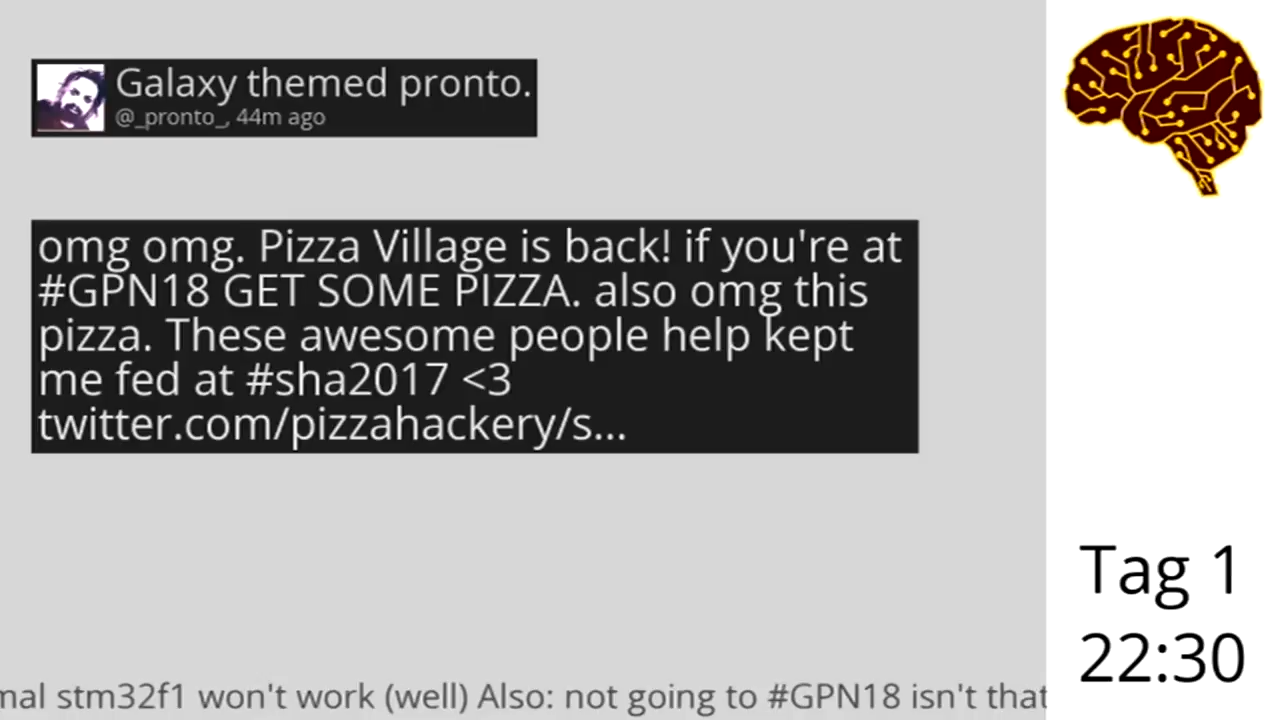 Galaxy themed pronto.
@_pronto_, 44m ago
omg omg. Pizza Village is back! if you're at
#GPN18 GET SOME PIZZA. also omg this
pizza. These awesome people help kept
me fed at #sha2017 <3
twitter.com/pizzahackery/s...
Tag 1
22:30
mal stm32f1 won't work (well) Also: not going to #GPN18 isn't that